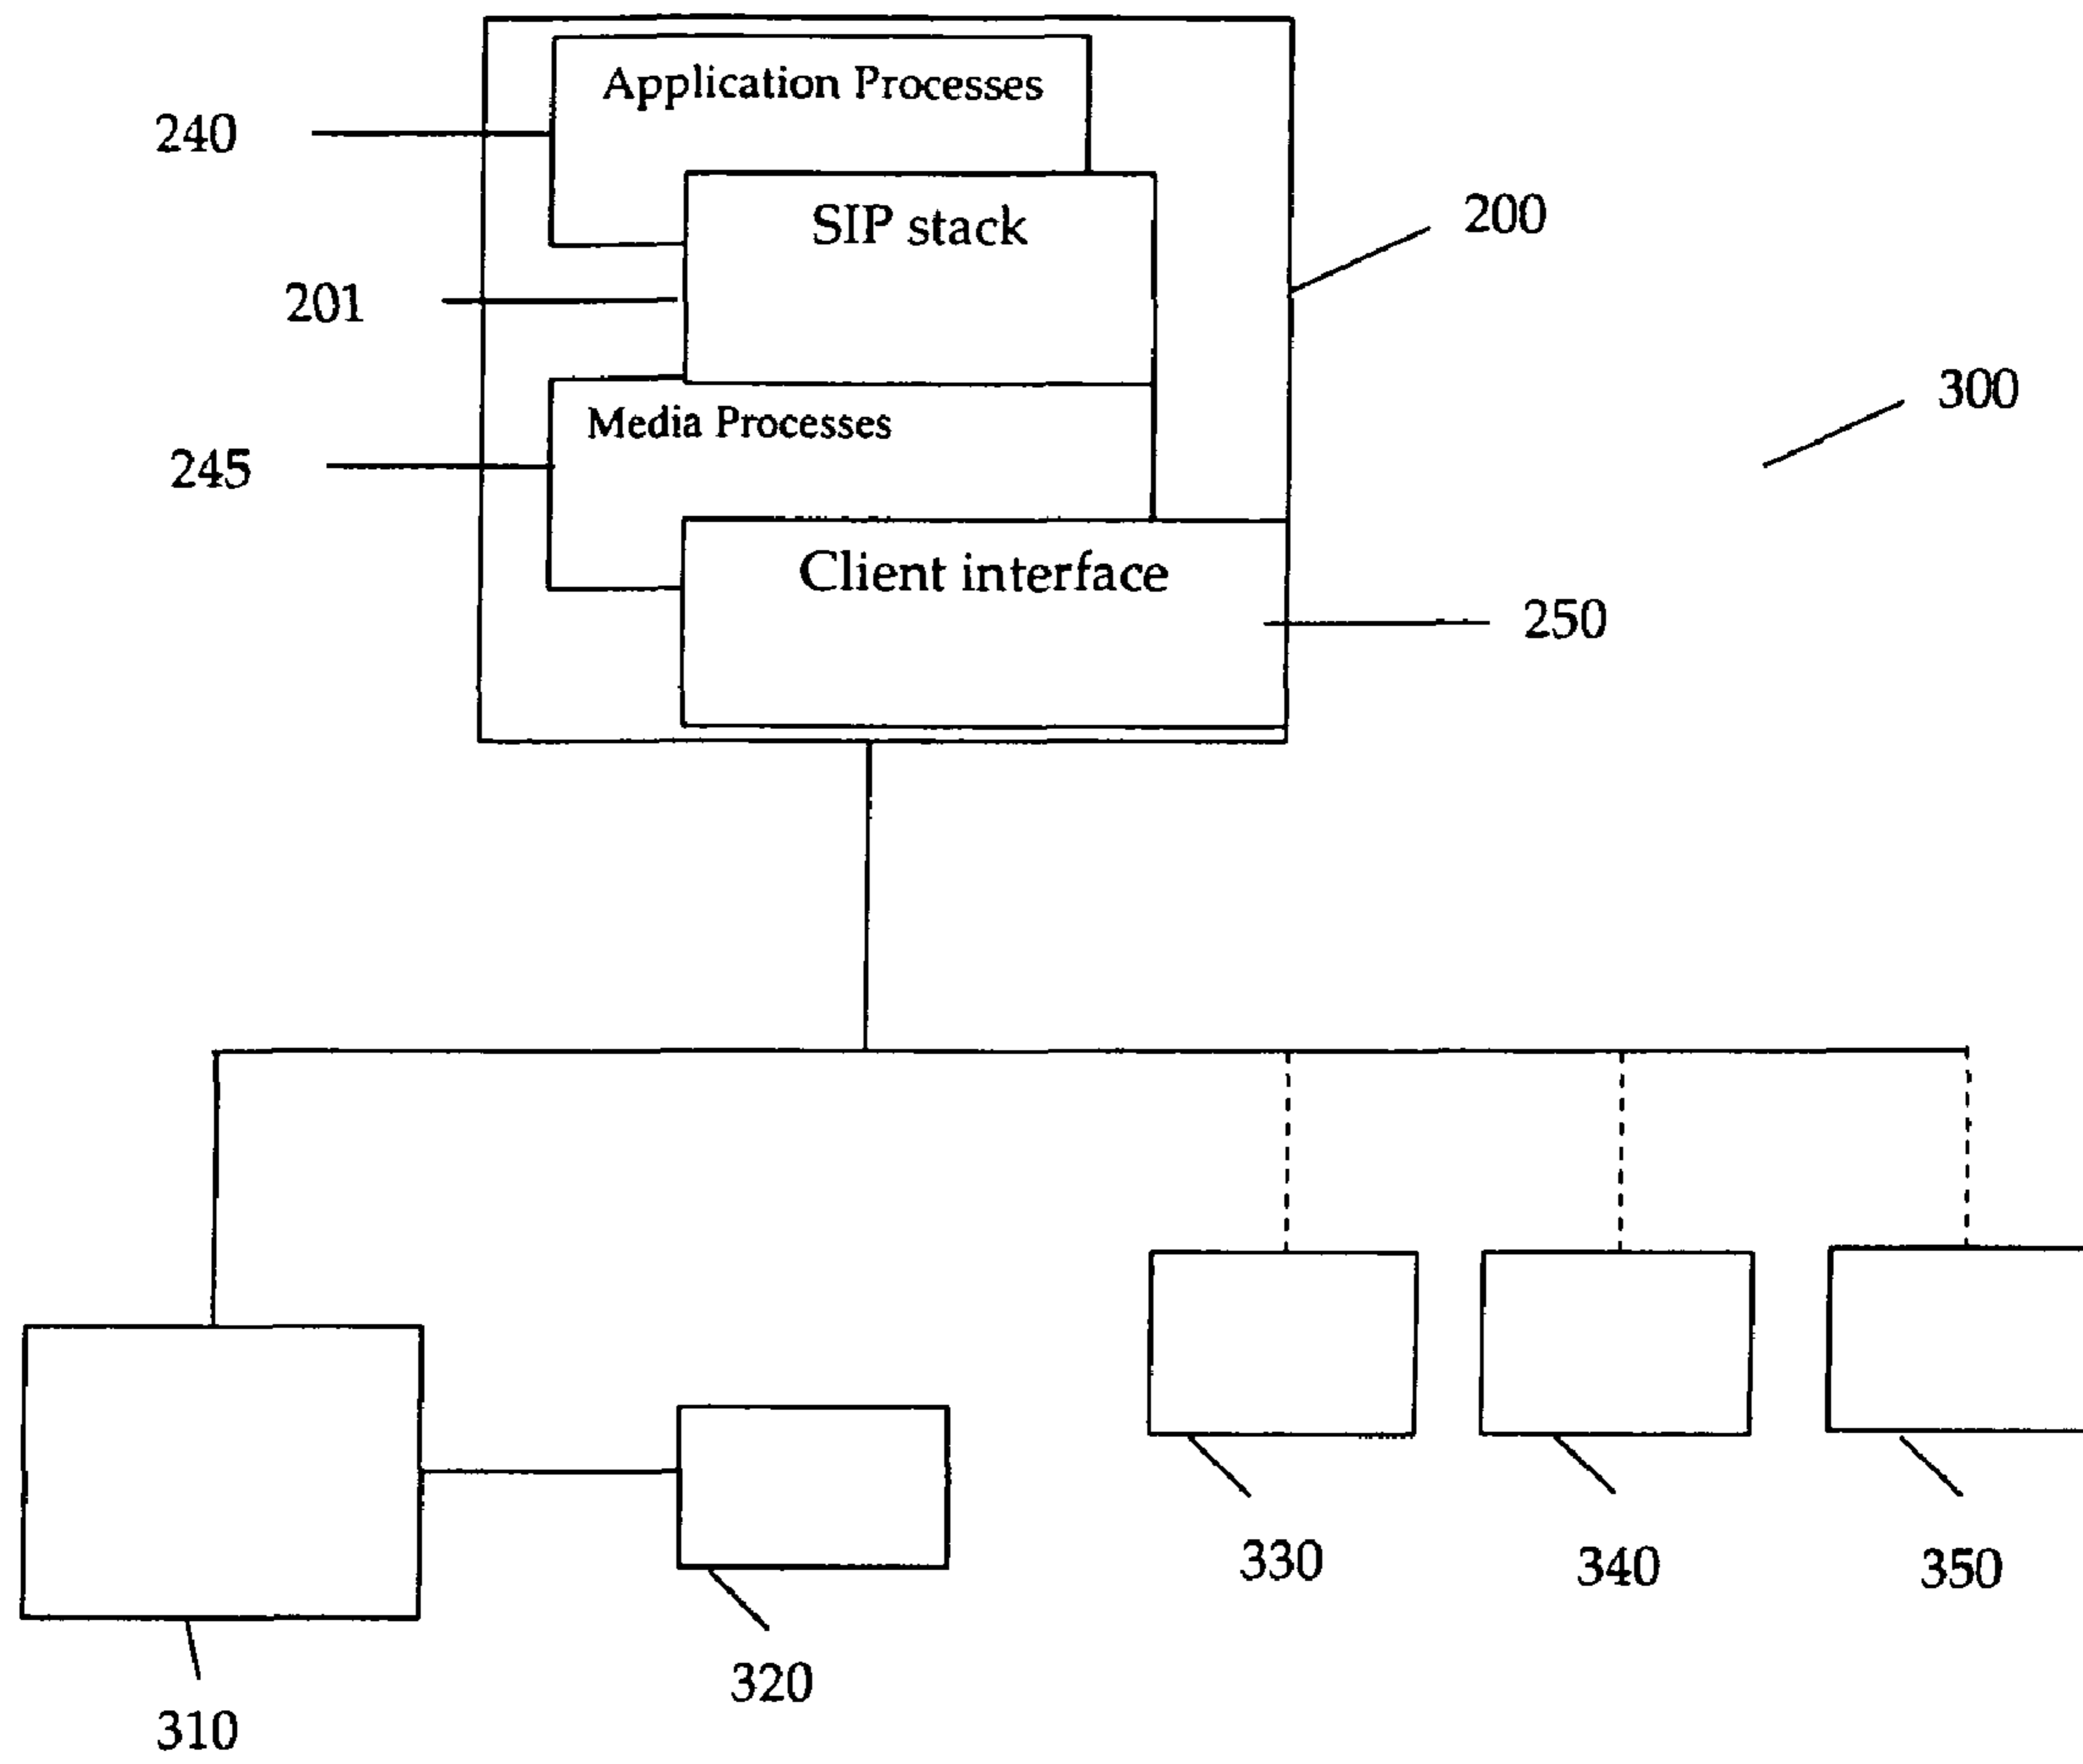 Application Processes
240
SIP stack
200
201
300
Media Processes
245
Client interface
250
330
340
350
320
310